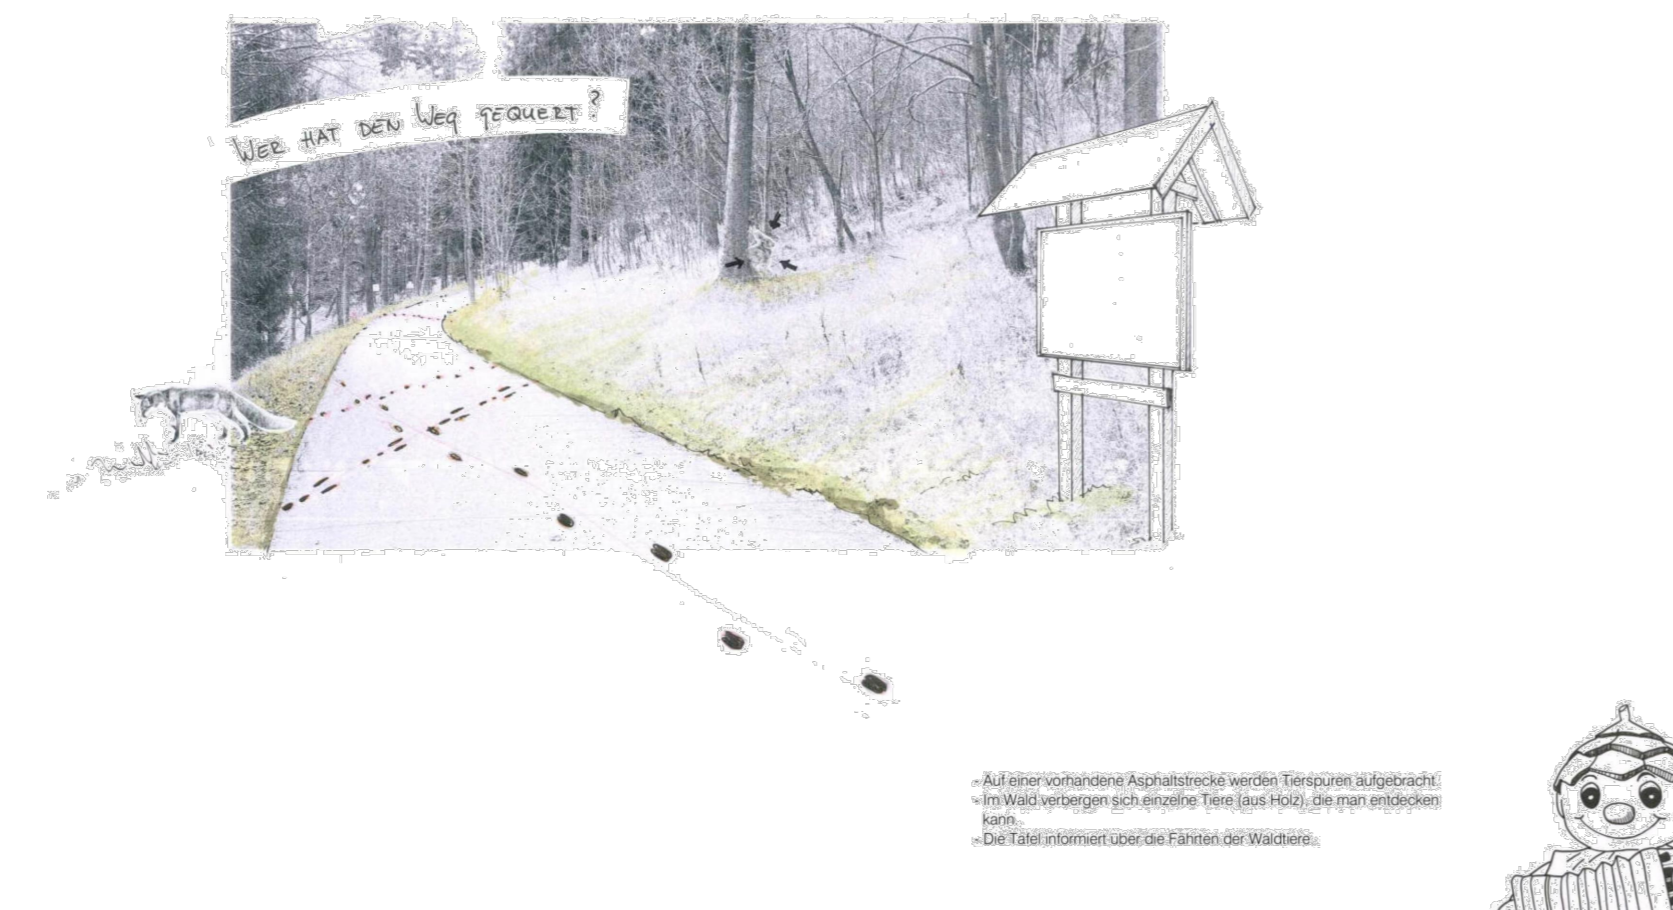 WER HAT DEN WEG GEQUERT?
- Auf einer vorhandene Asphaltstrecke werden Tierspuren aufgebracht.
- Im Wald verbergen sich einzelne Tiere (aus Holz), die man entdecken
kann.
- Die Tafel informiert über die Fährten der Waldtiere.